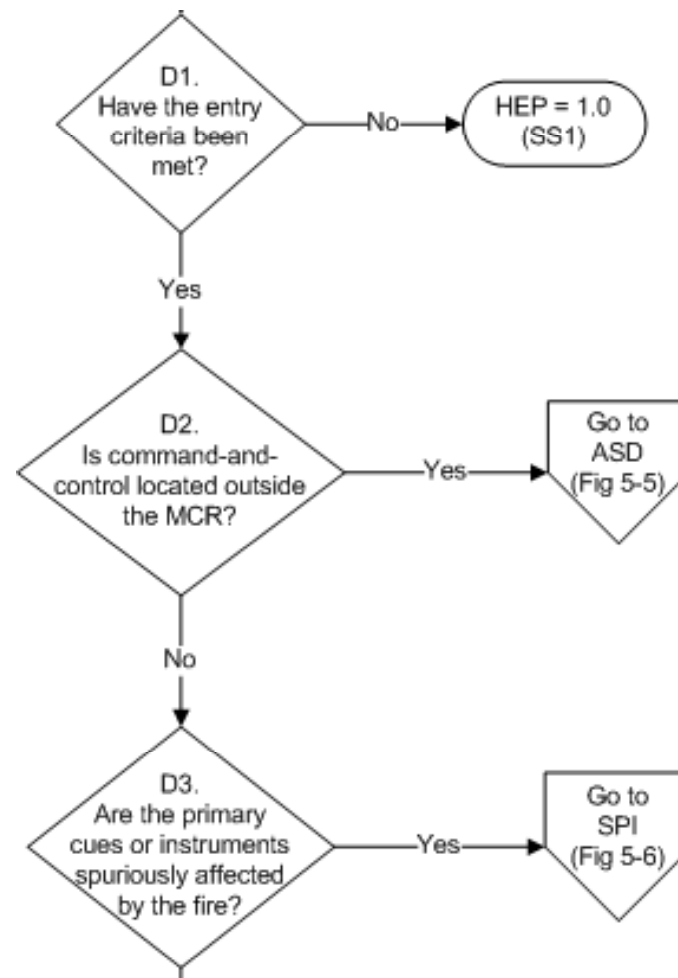 D1.
Have the entry
criteria been
met?
No
HEP = 1.0
(SS1)
Yes
D2.
Is command-and-
control located outside
the MCR?
Yes
Go to
ASD
(Fig 5-5)
No
D3.
Are the primary
cues or instruments
spuriously affected
by the fire?
Yes
Go to
SPI
(Fig 5-6)